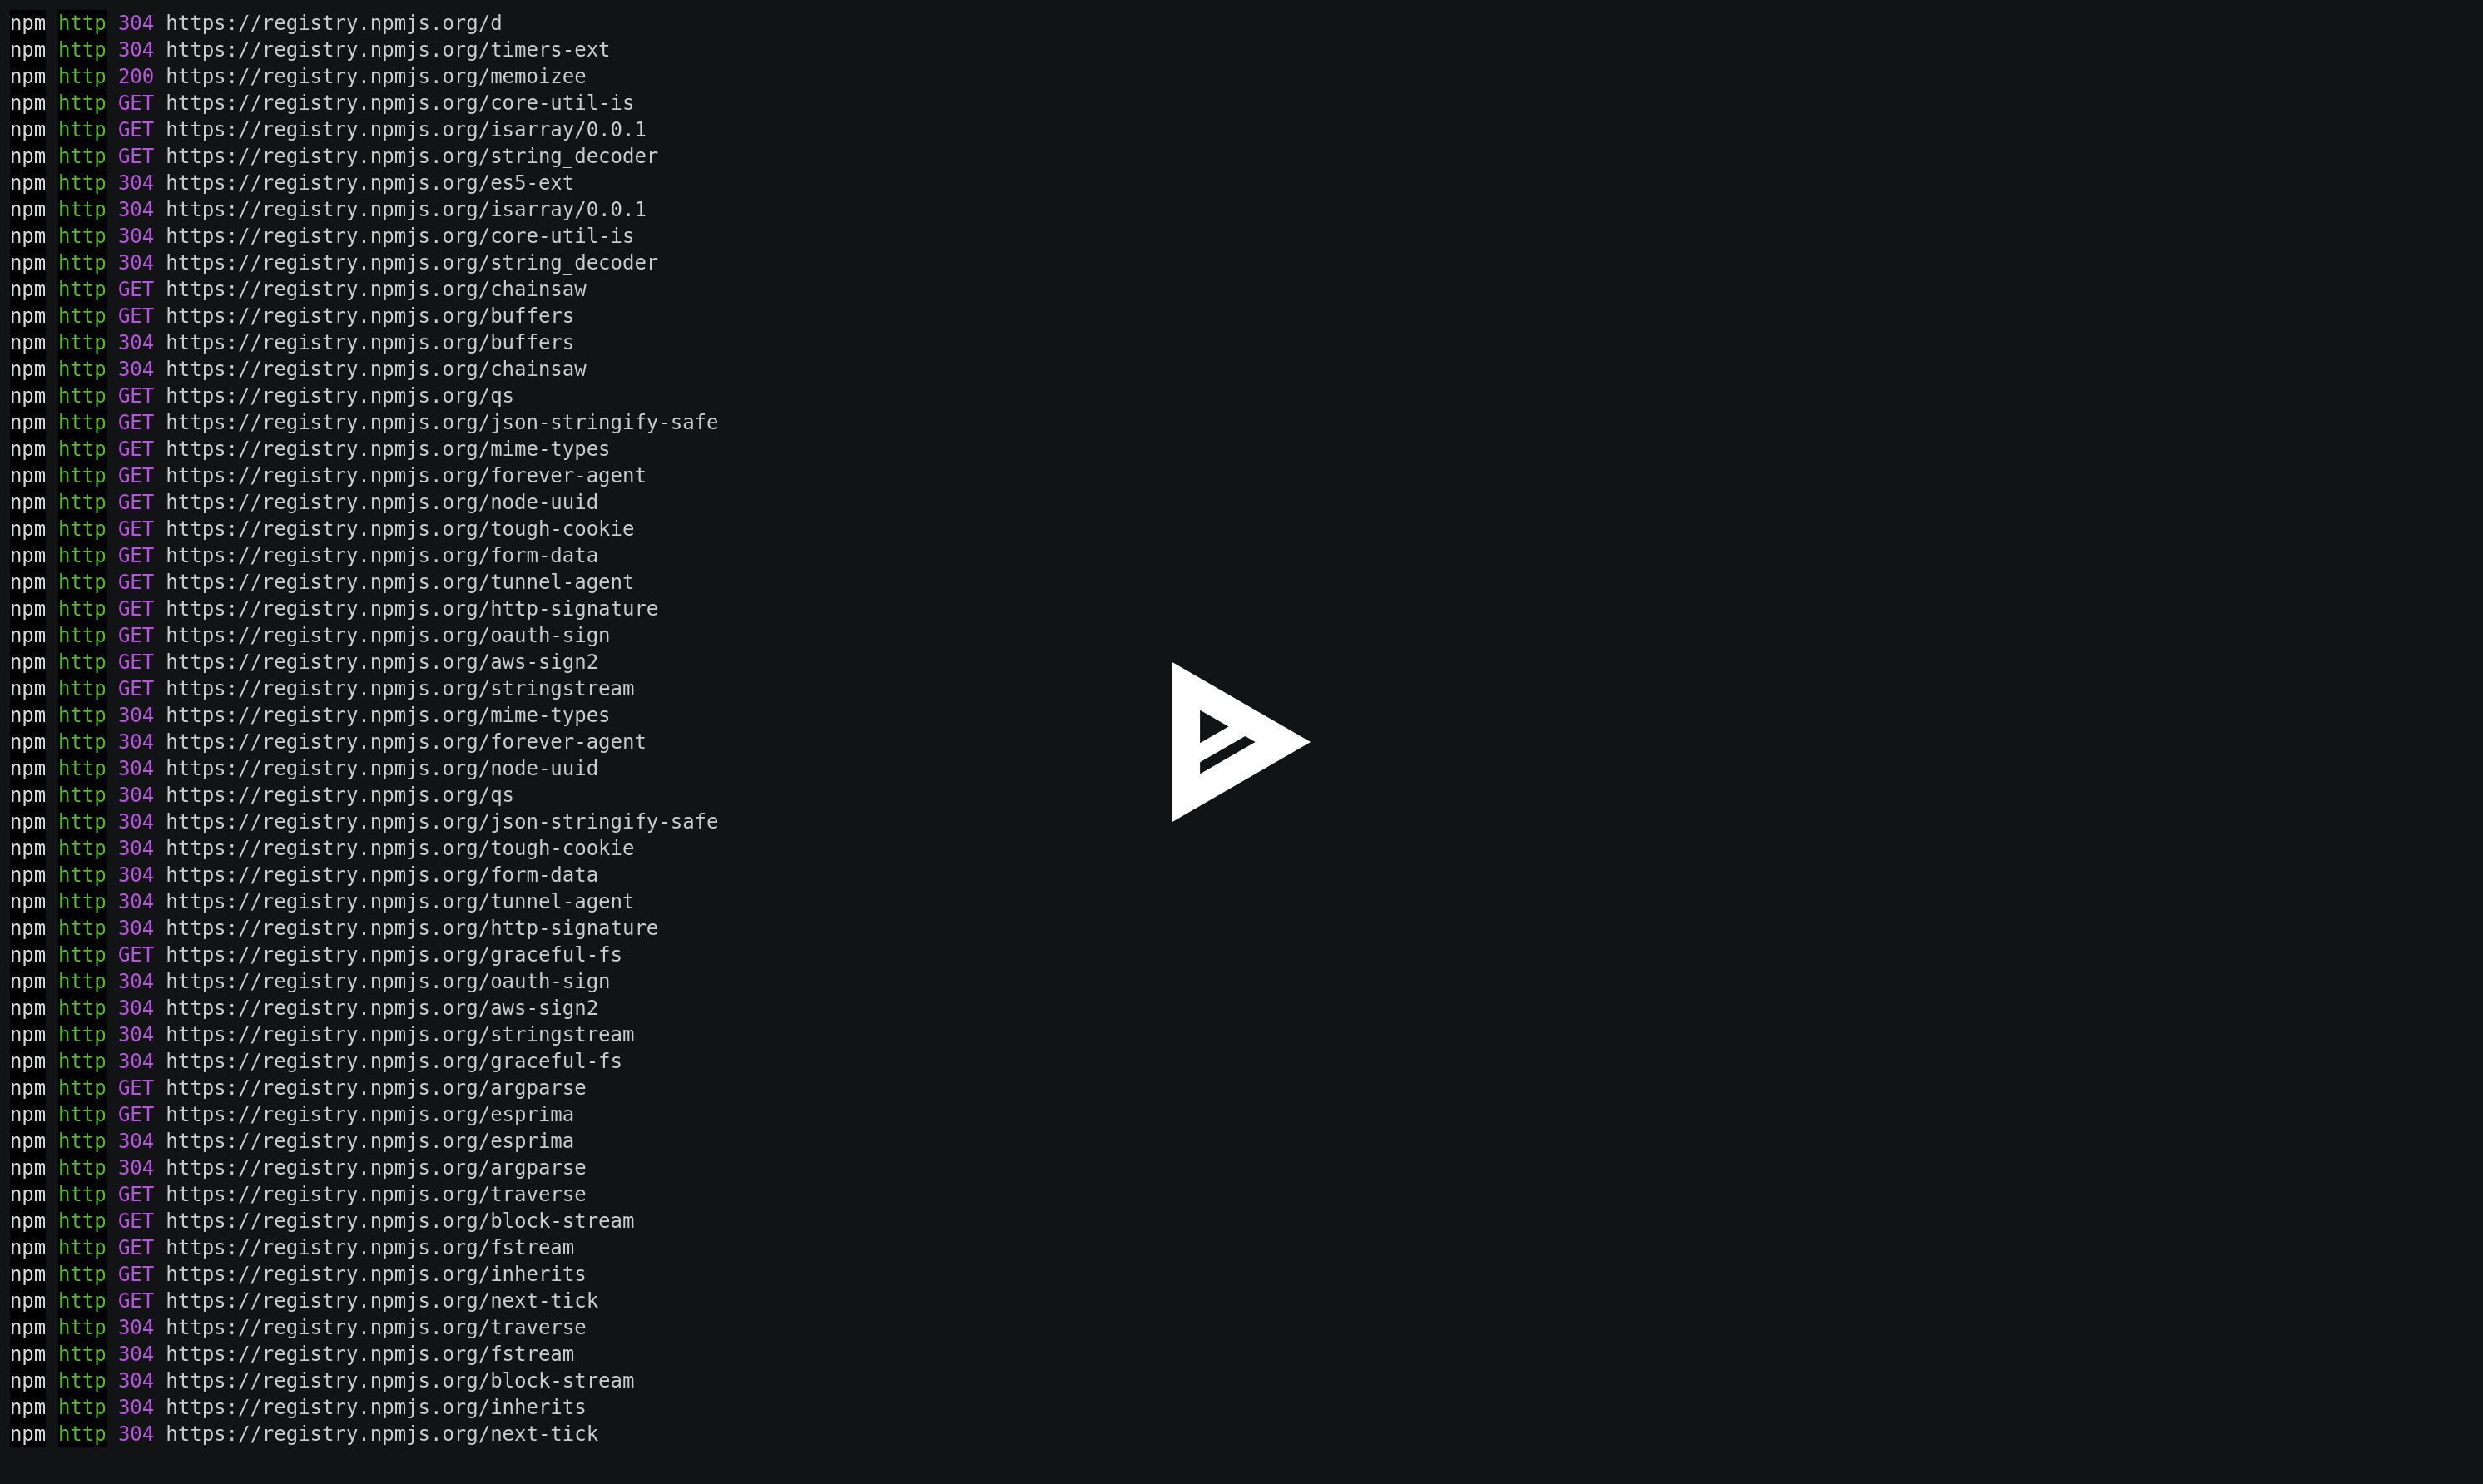 npm http 304 https://registry.npmjs.org/d
npm http 304 https://registry.npmjs.org/timers-ext
npm http 200 https://registry.npmjs.org/memoizee
npm http GET https://registry.npmjs.org/core-util-is
npm http GET https://registry.npmjs.org/isarray/0.0.1
npm http GET https://registry.npmjs.org/string_decoder
npm http 304 https://registry.npmjs.org/es5-ext
npm http 304 https://registry.npmjs.org/isarray/0.0.1
npm http 304 https://registry.npmjs.org/core-util-is
npm http 304 https://registry.npmjs.org/string_decoder
npm http GET https://registry.npmjs.org/chainsaw
npm http GET https://registry.npmjs.org/buffers
npm http 304 https://registry.npmjs.org/buffers
npm http 304 https://registry.npmjs.org/chainsaw
npm http GET https://registry.npmjs.org/qs
npm http GET https://registry.npmjs.org/json-stringify-safe
npm http GET https://registry.npmjs.org/mime-types
npm http GET https://registry.npmjs.org/forever-agent
npm http GET https://registry.npmjs.org/node-uuid
npm http GET https://registry.npmjs.org/tough-cookie
npm http GET https://registry.npmjs.org/form-data
npm http GET https://registry.npmjs.org/tunnel-agent
npm http GET https://registry.npmjs.org/http-signature
npm http GET https://registry.npmjs.org/oauth-sign
npm http GET https://registry.npmjs.org/aws-sign2
npm http GET https://registry.npmjs.org/stringstream
npm http 304 https://registry.npmjs.org/mime-types
npm http 304 https://registry.npmjs.org/forever-agent
npm http 304 https://registry.npmjs.org/node-uuid
npm http 304 https://registry.npmjs.org/qs
npm http 304 https://registry.npmjs.org/json-stringify-safe
npm http 304 https://registry.npmjs.org/tough-cookie
npm http 304 https://registry.npmjs.org/form-data
npm http 304 https://registry.npmjs.org/tunnel-agent
npm http 304 https://registry.npmjs.org/http-signature
npm http GET https://registry.npmjs.org/graceful-fs
npm http 304 https://registry.npmjs.org/oauth-sign
npm http 304 https://registry.npmjs.org/aws-sign2
npm http 304 https://registry.npmjs.org/stringstream
npm http 304 https://registry.npmjs.org/graceful-fs
npm http GET https://registry.npmjs.org/argparse
npm http GET https://registry.npmjs.org/esprima
npm http 304 https://registry.npmjs.org/esprima
npm http 304 https://registry.npmjs.org/argparse
npm http GET https://registry.npmjs.org/traverse
npm http GET https://registry.npmjs.org/block-stream
npm http GET https://registry.npmjs.org/fstream
npm http GET https://registry.npmjs.org/inherits
npm http GET https://registry.npmjs.org/next-tick
npm http 304 https://registry.npmjs.org/traverse
npm http 304 https://registry.npmjs.org/fstream
npm http 304 https://registry.npmjs.org/block-stream
npm http 304 https://registry.npmjs.org/inherits
npm http 304 https://registry.npmjs.org/next-tick